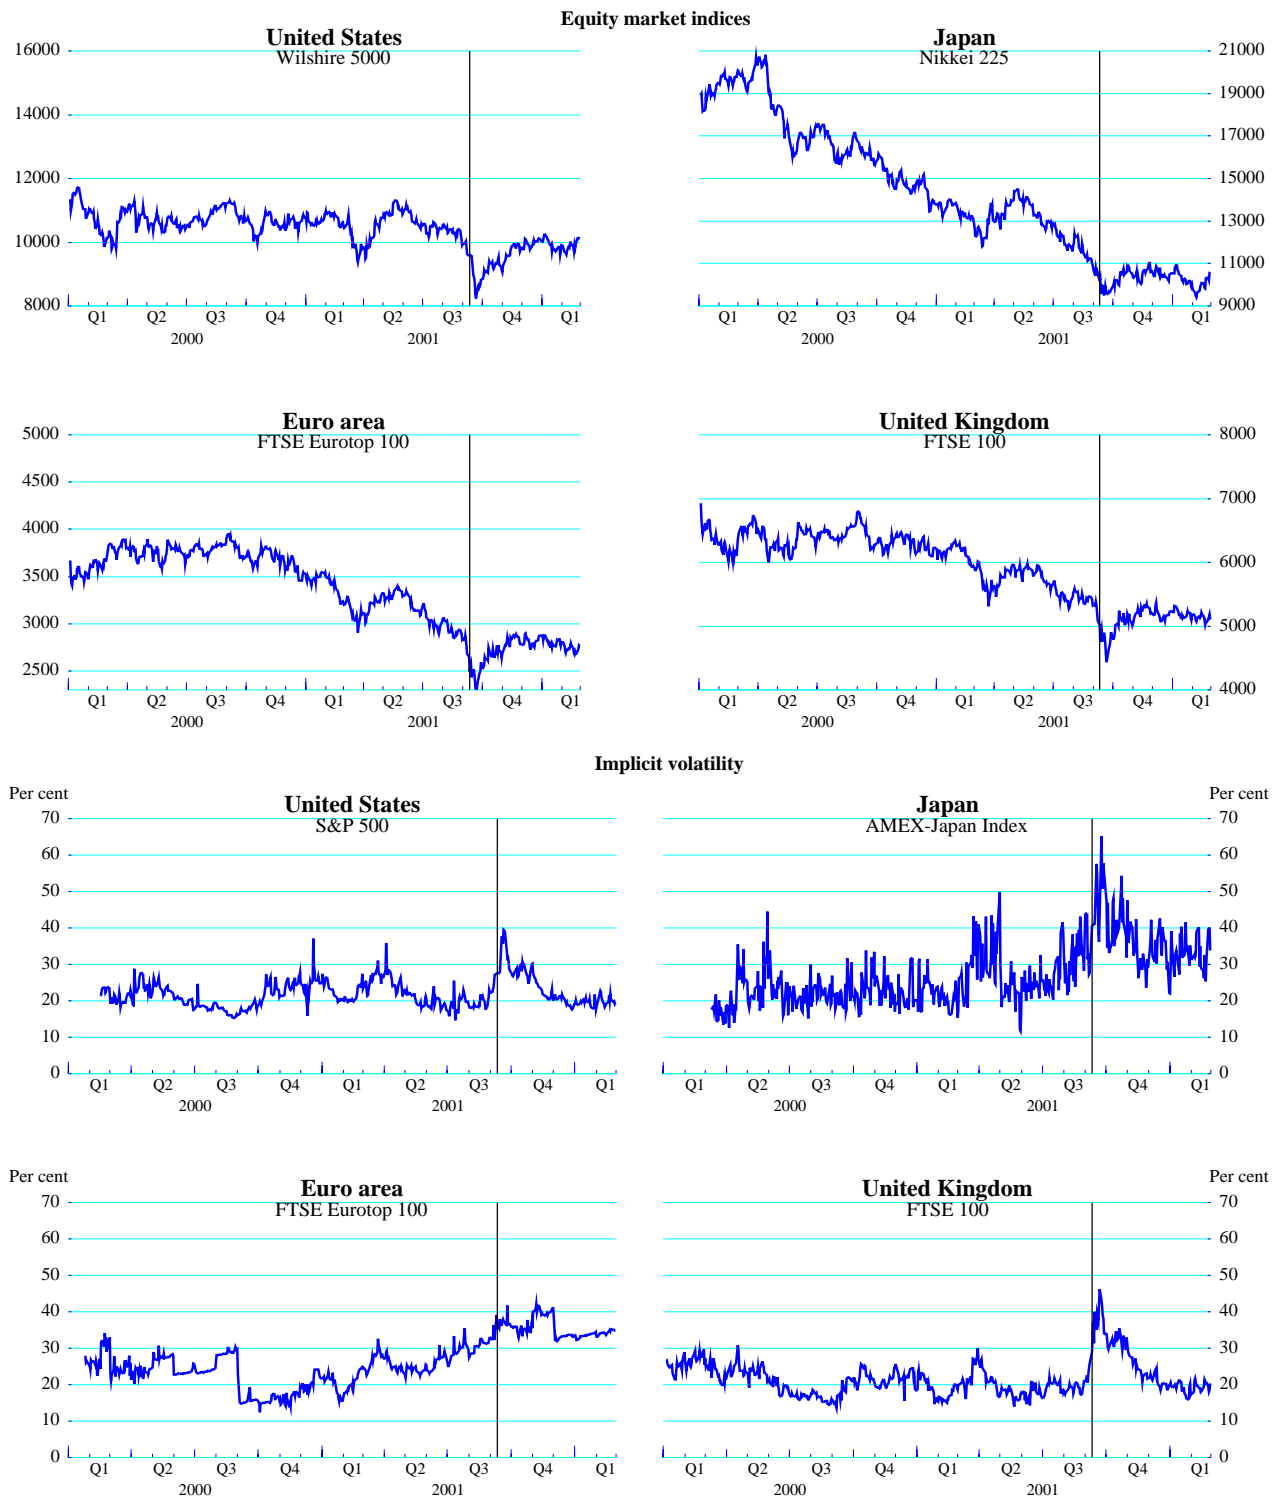 Equity market indices
United States
Wilshire 5000
16000
14000
12000
10000
8000
Q1 Q2 Q3 Q4 Q1 Q2 Q3 Q4 Q1
2000 2001
Japan
Nikkei 225
21000
19000
17000
15000
13000
11000
9000
Q1 Q2 Q3 Q4 Q1 Q2 Q3 Q4 Q1
2000 2001
Euro area
FTSE Eurotop 100
5000
4500
4000
3500
3000
2500
Q1 Q2 Q3 Q4 Q1 Q2 Q3 Q4 Q1
2000 2001
United Kingdom
FTSE 100
8000
7000
6000
5000
4000
Q1 Q2 Q3 Q4 Q1 Q2 Q3 Q4 Q1
2000 2001
Implicit volatility
Per cent
United States
S&P 500
70
60
50
40
30
20
10
0
Q1 Q2 Q3 Q4 Q1 Q2 Q3 Q4 Q1
2000 2001
Per cent
Japan
AMEX-Japan Index
70
60
50
40
30
20
10
0
Q1 Q2 Q3 Q4 Q1 Q2 Q3 Q4 Q1
2000 2001
Per cent
Euro area
FTSE Eurotop 100
70
60
50
40
30
20
10
0
Q1 Q2 Q3 Q4 Q1 Q2 Q3 Q4 Q1
2000 2001
Per cent
United Kingdom
FTSE 100
70
60
50
40
30
20
10
0
Q1 Q2 Q3 Q4 Q1 Q2 Q3 Q4 Q1
2000 2001